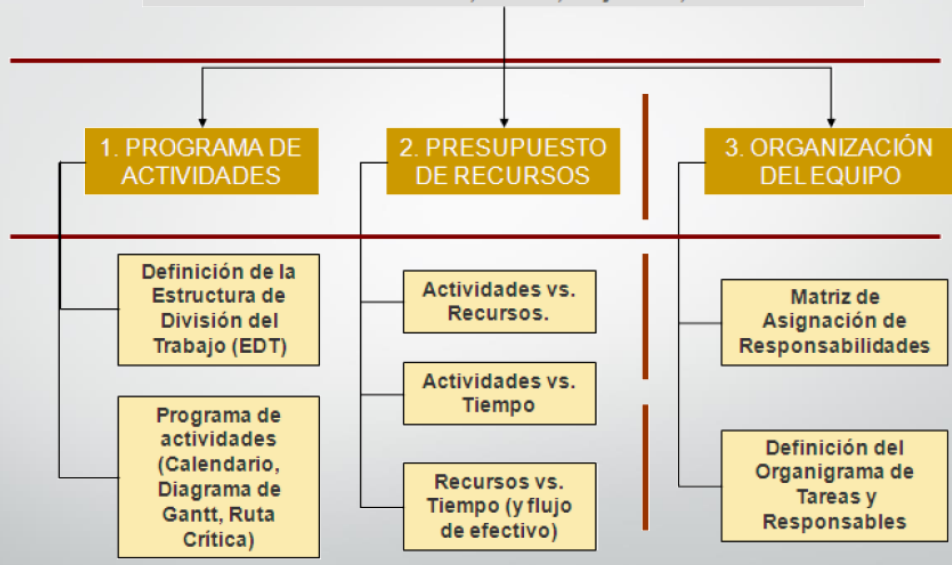 1. PROGRAMA DE
ACTIVIDADES
2. PRESUPUESTO
DE RECURSOS
3. ORGANIZACIÓN
DEL EQUIPO
Definición de la
Estructura de
División del
Trabajo (EDT)
Programa de
actividades
(Calendario,
Diagrama de
Gantt, Ruta
Crítica)
Actividades vs.
Recursos.
Actividades vs.
Tiempo
Recursos vs.
Tiempo (y flujo
de efectivo)
Matriz de
Asignación de
Responsabilidades
Definición del
Organigrama de
Tareas y
Responsables